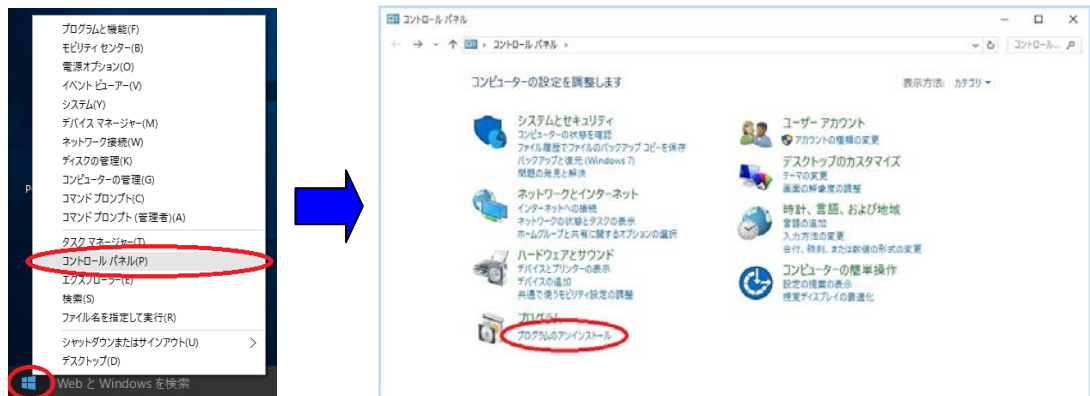 プログラムと機能(F)
モビリティ センター(B)
電源オプション(O)
イベント ビューアー(V)
システム(Y)
デバイス マネージャー(M)
ネットワーク接続(W)
ディスクの管理(K)
コンピューターの管理(G)
コマンド プロンプト(C)
コマンド プロンプト (管理者)(A)
タスク マネージャー(T)
コントロール パネル(P)
エクスプローラー(E)
検索(S)
ファイル名を指定して実行(R)
シャットダウンまたはサインアウト(U)
デスクトップ(D)
Web と Windows を検索
コントロール パネル
コントロール パネル
コンピューターの設定を調整します
表示方法: カテゴリ
システムとセキュリティ
コンピューターの状態を確認
ファイル履歴でファイルのバックアップ コピーを保存
バックアップと復元 (Windows 7)
問題の発見と解決
ネットワークとインターネット
インターネットへの接続
ネットワークの状態とタスクの表示
ホームグループと共有に関するオプションの選択
ハードウェアとサウンド
デバイスとプリンターの表示
デバイスの追加
共通で使うモビリティ設定の調整
プログラム
プログラムのアンインストール
ユーザー アカウント
アカウントの種類の変更
デスクトップのカスタマイズ
テーマの変更
画面の解像度の調整
時計、言語、および地域
言語の追加
入力方法の変更
日付、時刻、または数値の形式の変更
コンピューターの簡単操作
設定の提案の表示
視覚ディスプレイの最適化